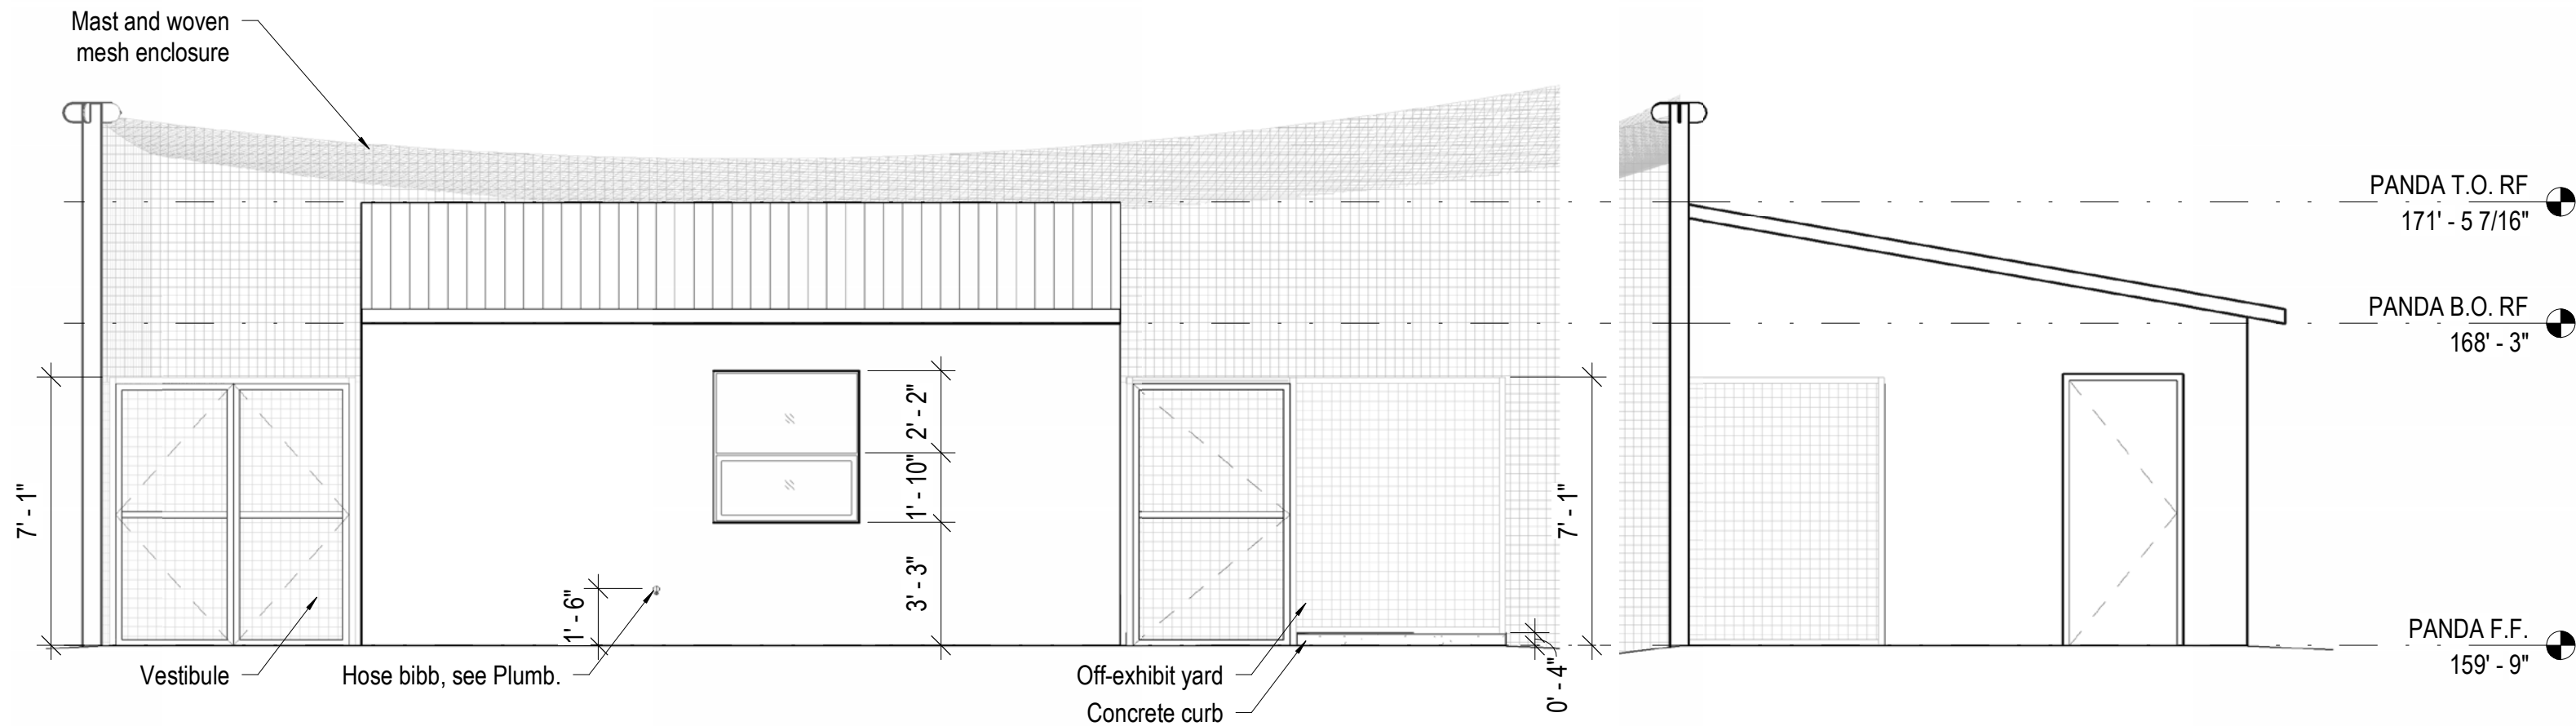 Mast and woven
mesh enclosure
PANDA T.O. RF
171' - 5 7/16"
PANDA B.O. RF
168' - 3"
2' - 2"
1' - 10"
7' - 1"
7' - 1"
3' - 3"
1' - 6"
PANDA F.F.
159' - 9"
Vestibule
Hose bibb, see Plumb.
Off-exhibit yard
Concrete curb
0' - 4"